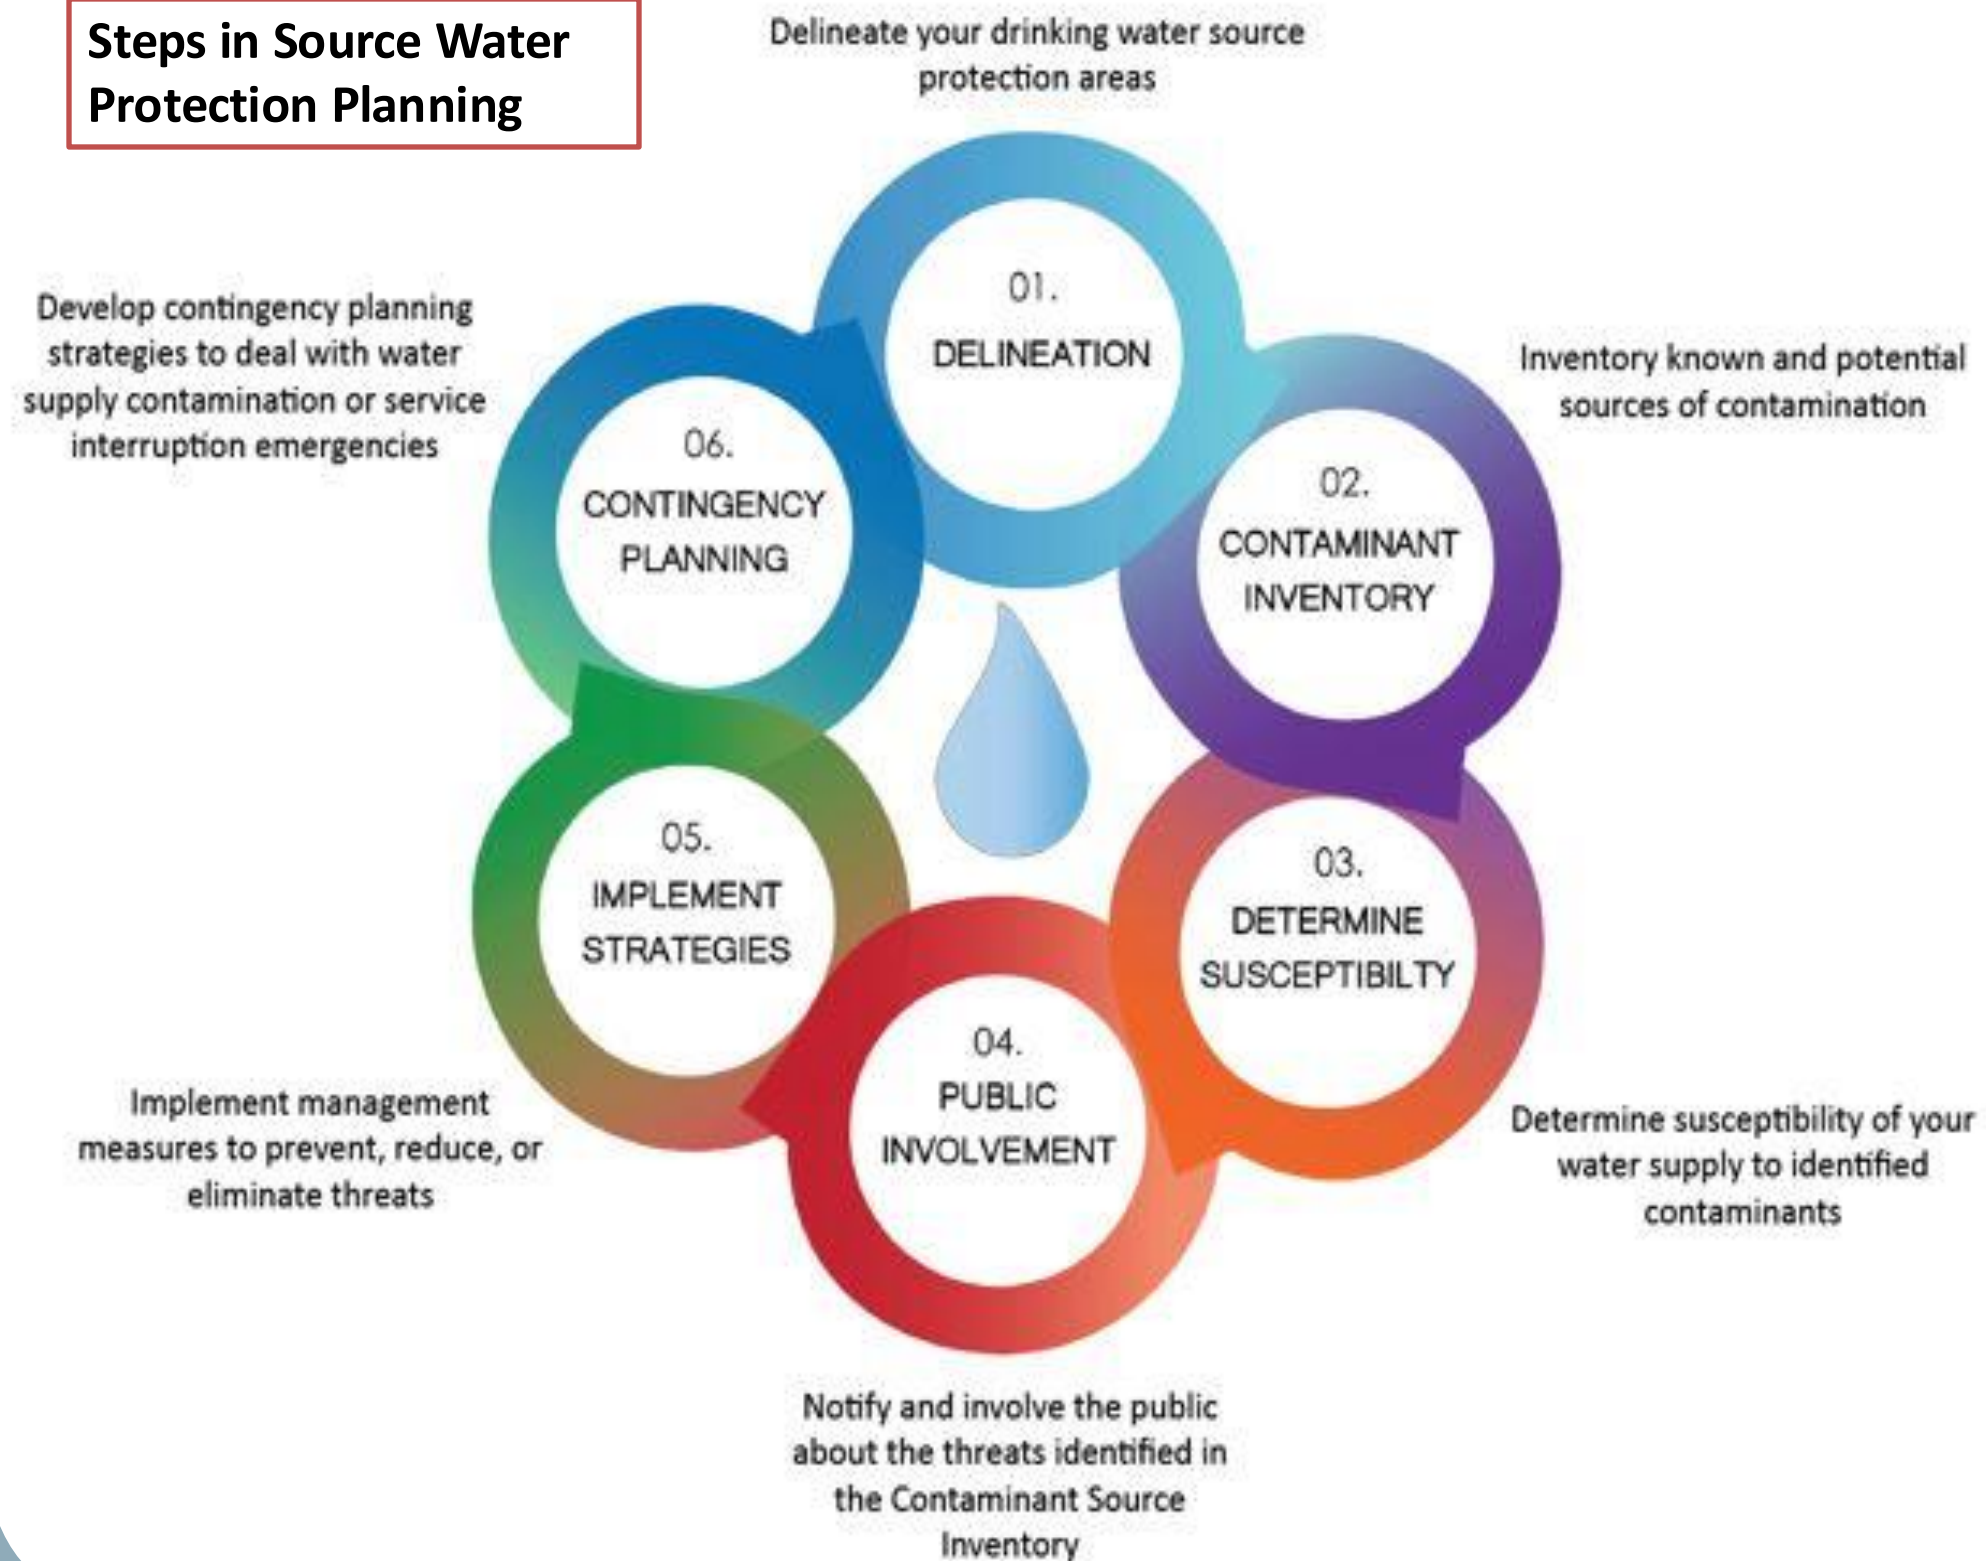 Steps in Source Water
Protection Planning
Delineate your drinking water source
protection areas
01.
DELINEATION
Inventory known and potential
sources of contamination
02.
CONTAMINANT
INVENTORY
03.
DETERMINE
SUSCEPTIBILTY
Determine susceptibility of your
water supply to identified
contaminants
04.
PUBLIC
INVOLVEMENT
Notify and involve the public
about the threats identified in
the Contaminant Source
Inventory
05.
IMPLEMENT
STRATEGIES
Implement management
measures to prevent, reduce, or
eliminate threats
06.
CONTINGENCY
PLANNING
Develop contingency planning
strategies to deal with water
supply contamination or service
interruption emergencies